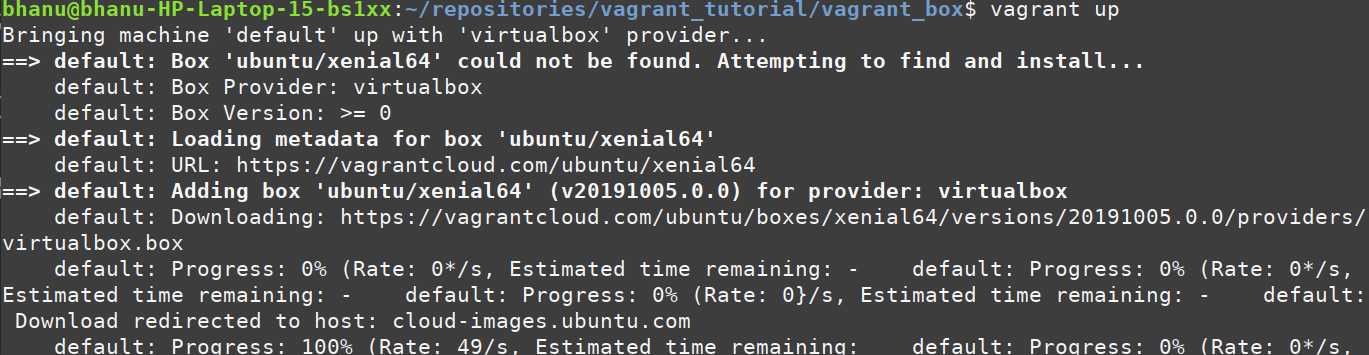 bhanu@bhanu-HP-Laptop-15-bs1xx:~/repositories/vagrant_tutorial/vagrant_box$ vagrant up
Bringing machine 'default' up with 'virtualbox' provider...
==> default: Box 'ubuntu/xenial64' could not be found. Attempting to find and install...
    default: Box Provider: virtualbox
    default: Box Version: >= 0
==> default: Loading metadata for box 'ubuntu/xenial64'
    default: URL: https://vagrantcloud.com/ubuntu/xenial64
==> default: Adding box 'ubuntu/xenial64' (v20191005.0.0) for provider: virtualbox
    default: Downloading: https://vagrantcloud.com/ubuntu/boxes/xenial64/versions/20191005.0.0/providers/
virtualbox.box
    default: Progress: 0% (Rate: 0*/s, Estimated time remaining: -    default: Progress: 0% (Rate: 0*/s,
Estimated time remaining: -    default: Progress: 0% (Rate: 0}/s, Estimated time remaining: -    default:
 Download redirected to host: cloud-images.ubuntu.com
    default: Progress: 100% (Rate: 49/s, Estimated time remaining:    default: Progress: 0% (Rate: 0*/s,